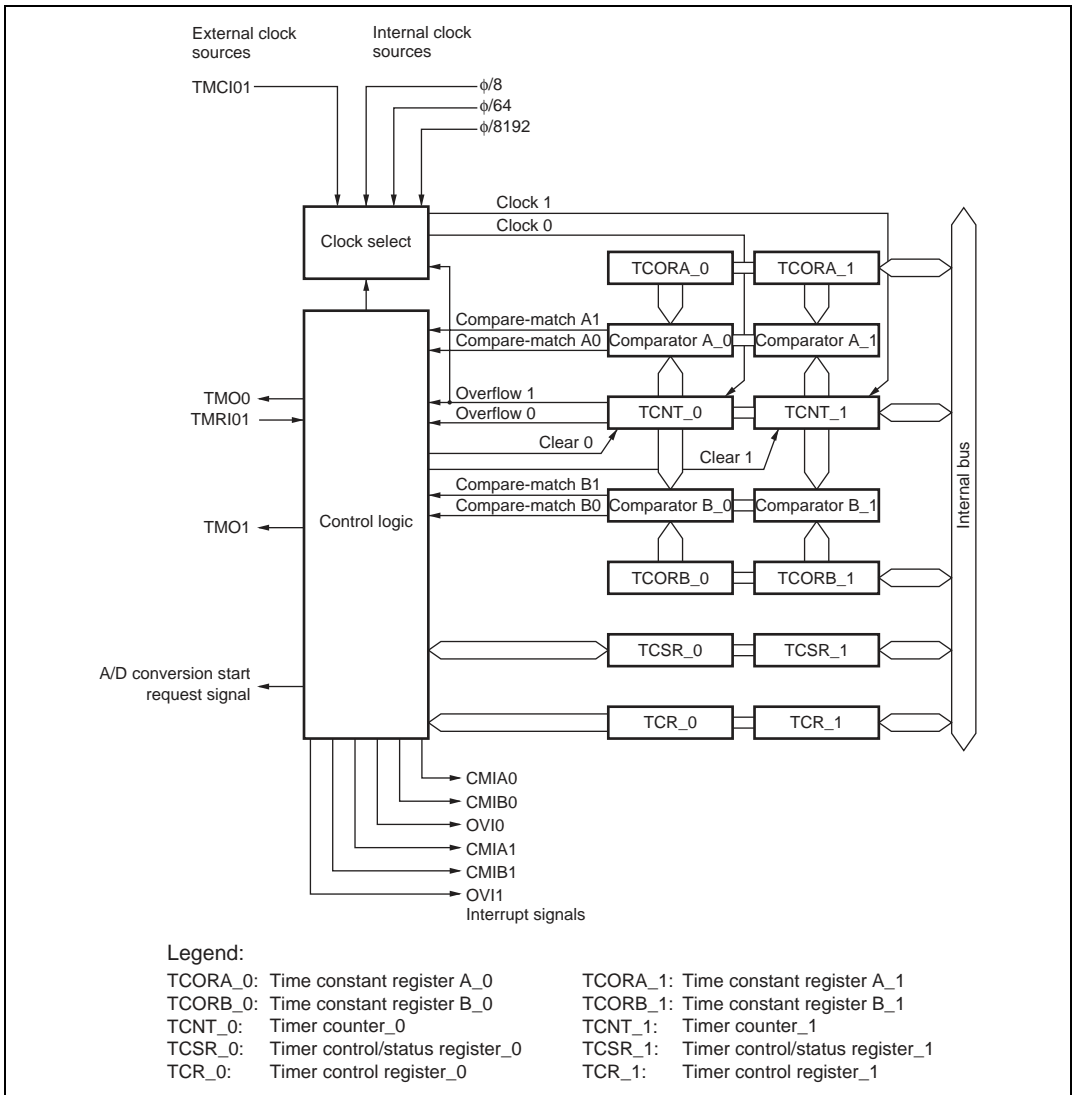 External clock
sources
Internal clock
sources
TMCI01
ϕ/8
ϕ/64
ϕ/8192
Clock 1
Clock 0
Clock select
TCORA_0
TCORA_1
Compare-match A1
Compare-match A0
Comparator A_0
Comparator A_1
TMO0
TMRI01
Overflow 1
Overflow 0
TCNT_0
TCNT_1
Clear 0
Clear 1
Compare-match B1
Compare-match B0
Comparator B_0
Comparator B_1
TMO1
Control logic
Internal bus
TCORB_0
TCORB_1
TCSR_0
TCSR_1
A/D conversion start
request signal
TCR_0
TCR_1
CMIA0
CMIB0
OVI0
CMIA1
CMIB1
OVI1
Interrupt signals
Legend:
TCORA_0: Time constant register A_0
TCORB_0: Time constant register B_0
TCNT_0: Timer counter_0
TCSR_0: Timer control/status register_0
TCR_0: Timer control register_0
TCORA_1: Time constant register A_1
TCORB_1: Time constant register B_1
TCNT_1: Timer counter_1
TCSR_1: Timer control/status register_1
TCR_1: Timer control register_1